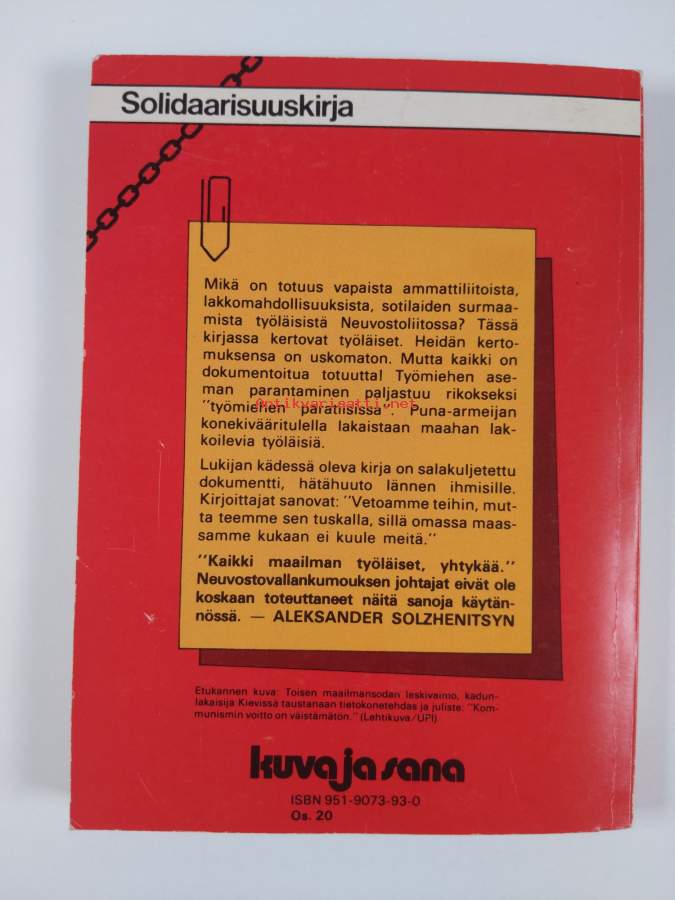 Solidaarisuuskirja
Mikä on totuus vapaista ammattiliitoista,
lakkomahdollisuuksista, sotilaiden surmaa-
mista työläisistä Neuvostoliitossa? Tässä
kirjassa kertovat työläiset. Heidän kerto-
muksensa on uskomaton. Mutta kaikki on
dokumentoitua totuutta! Työmiehen ase-
man parantaminen paljastuu rikokseksi
"työmiehen paratiisissa". Puna-armeijan
Antikvariaatti.net
konekivääritulella lakaistaan maahan lak-
koilevia työläisiä.
Lukijan kädessä oleva kirja on salakuljetettu
dokumentti, hätähuuto lännen ihmisille.
Kirjoittajat sanovat: "Vetoamme teihin, mut-
ta teemme sen tuskalla, sillä omassa maas-
samme kukaan ei kuule meitä."
"Kaikki maailman työläiset, yhtykää."
Neuvostovallankumouksen johtajat eivät ole
koskaan toteuttaneet näitä sanoja käytän-
nössä. — ALEKSANDER SOLZHENITSYN
Etukannen kuva: Toisen maailmansodan leskivaimo, kadun-
lakaisija Kievissä taustanaan tietokonetehdas ja juliste: "Kom-
munismin voitto on väistämätön." (Lehtikuva/UPI)
kuva ja sana
ISBN 951-9073-93-0
Os. 20